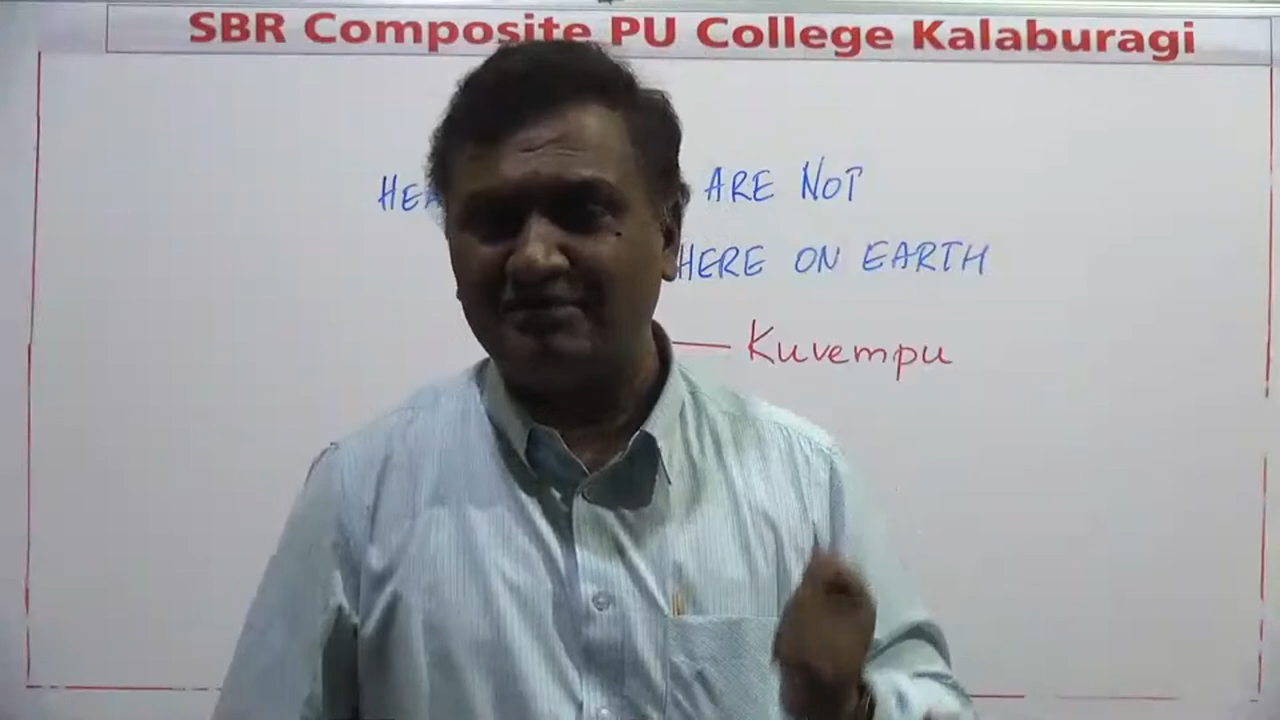 SBR Composite PU College Kalaburagi
ARE NOT
HERE ON EARTH
— Kuvempu